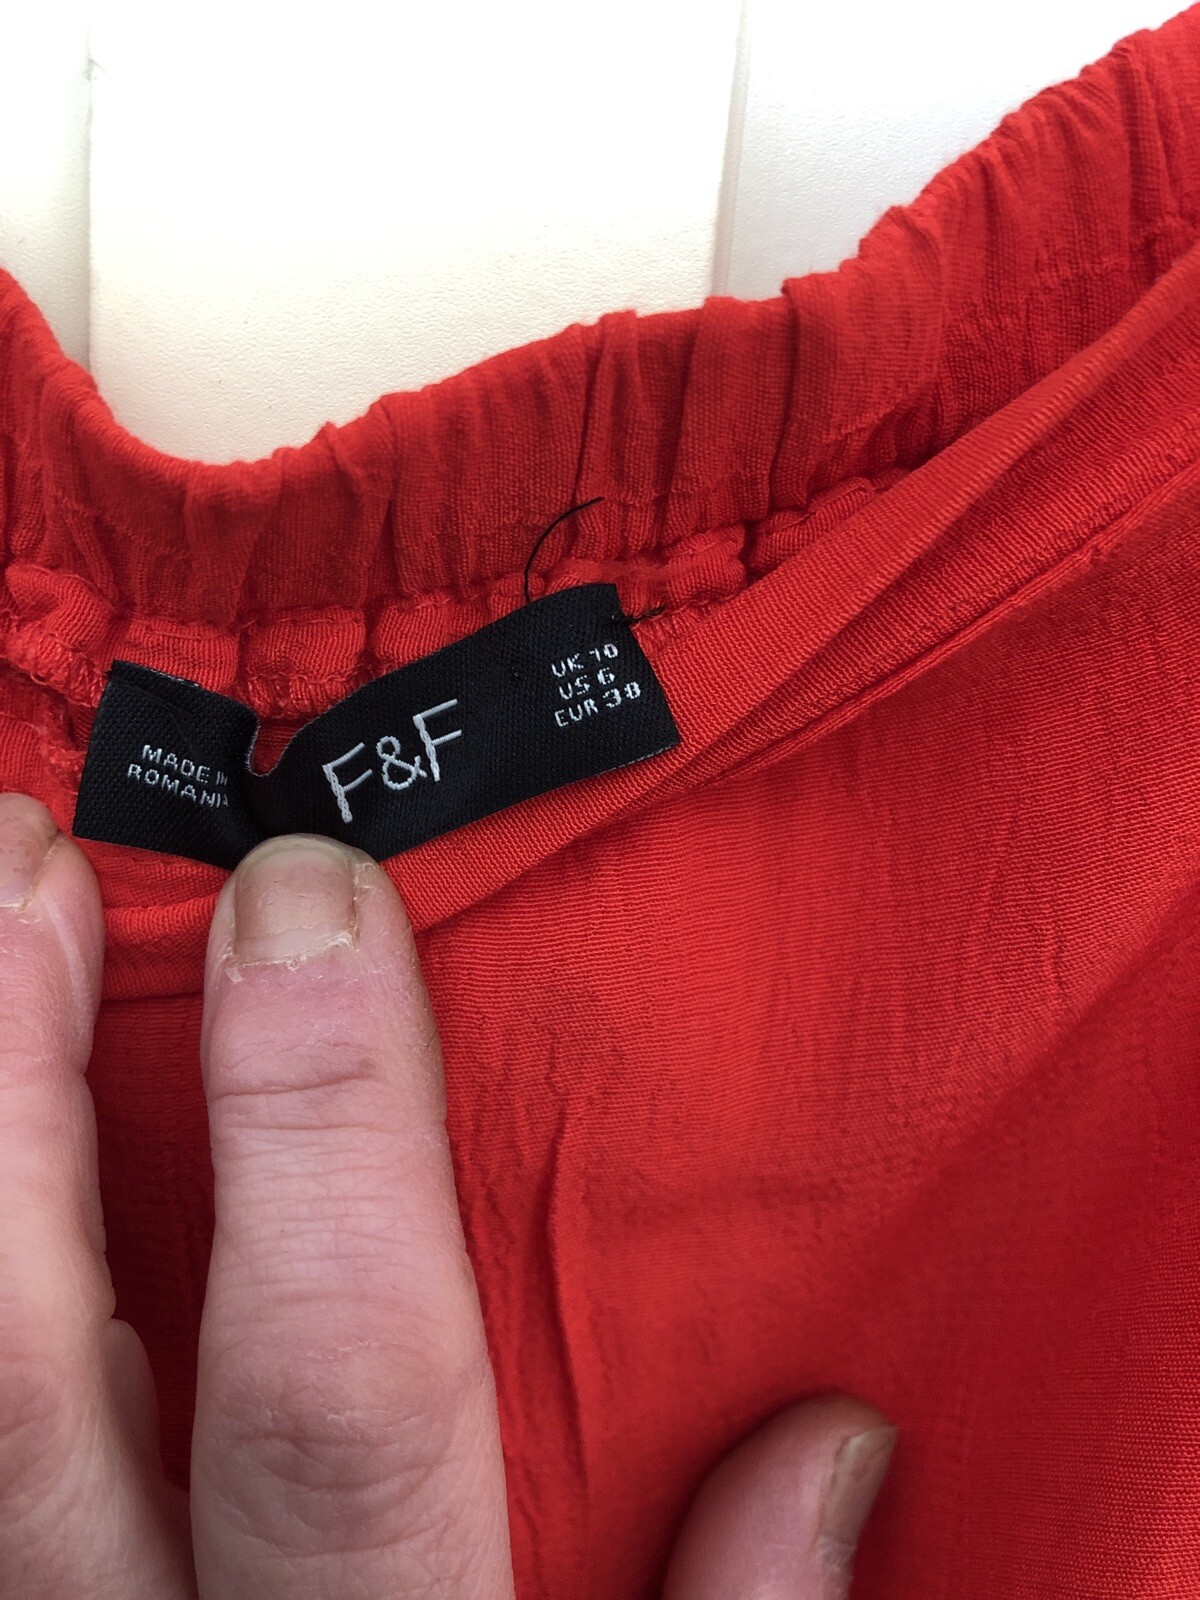 MADE IN
ROMANIA
F&F
UK 10
US 6
EUR 38